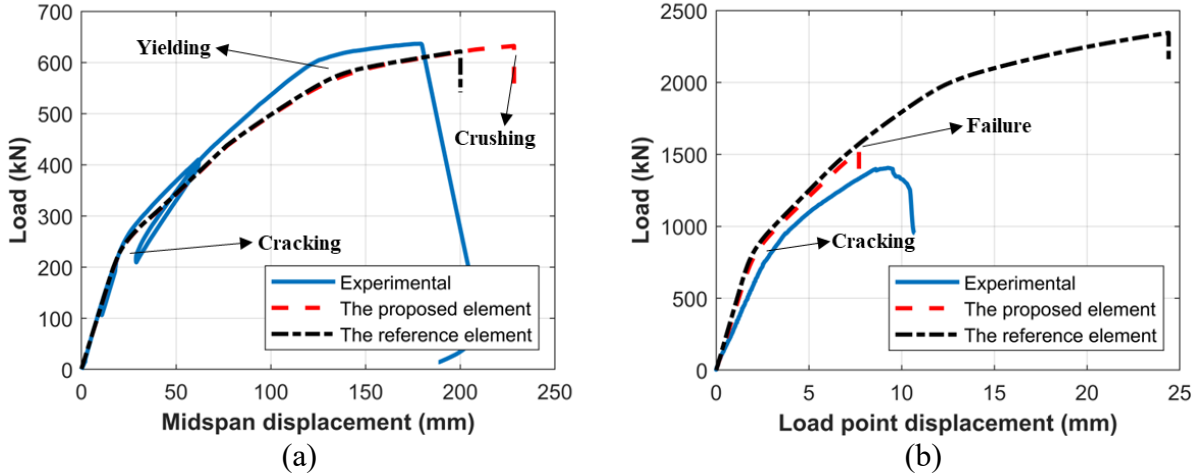 700
600
500
400
300
200
100
0
Load (kN)
Yielding
Crushing
Cracking
Experimental
The proposed element
The reference element
0
50
100
150
200
250
Midspan displacement (mm)
(a)
2500
2000
1500
1000
500
0
Load (kN)
Failure
Cracking
Experimental
The proposed element
The reference element
0
5
10
15
20
25
Load point displacement (mm)
(b)